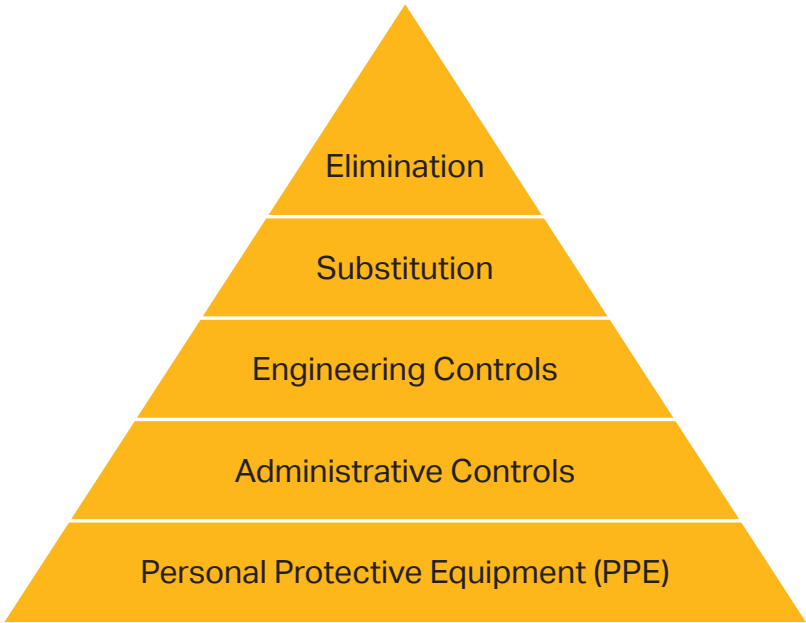 Elimination
Substitution
Engineering Controls
Administrative Controls
Personal Protective Equipment (PPE)